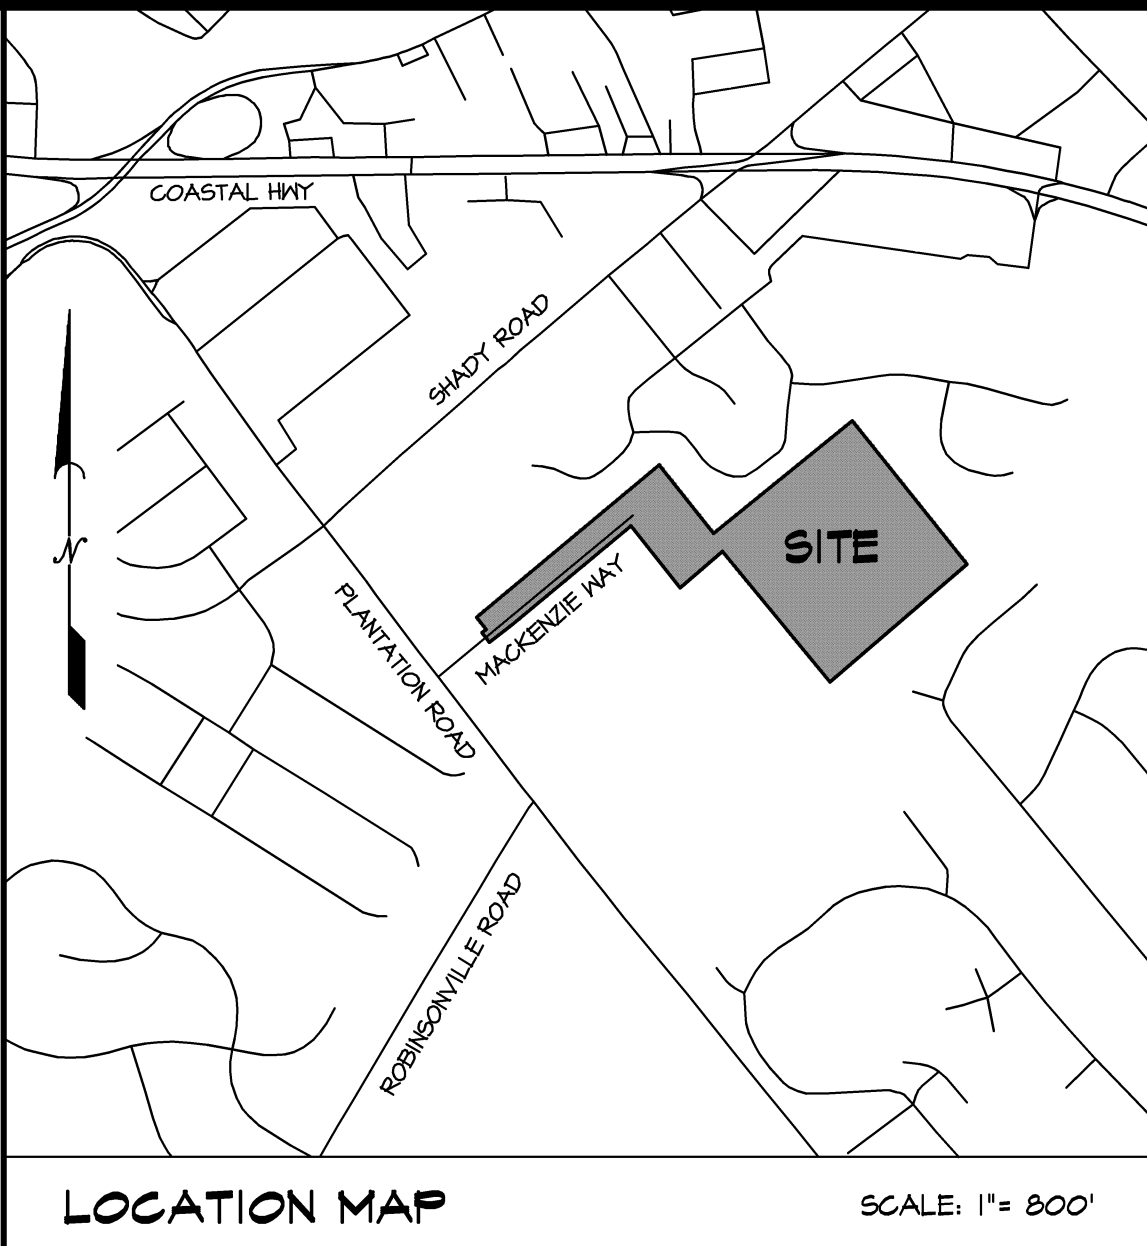 COASTAL HWY
SHADY ROAD
N
SITE
MACKENZIE WAY
PLANTATION ROAD
ROBINSONVILLE ROAD
LOCATION MAP
SCALE: 1"= 800'